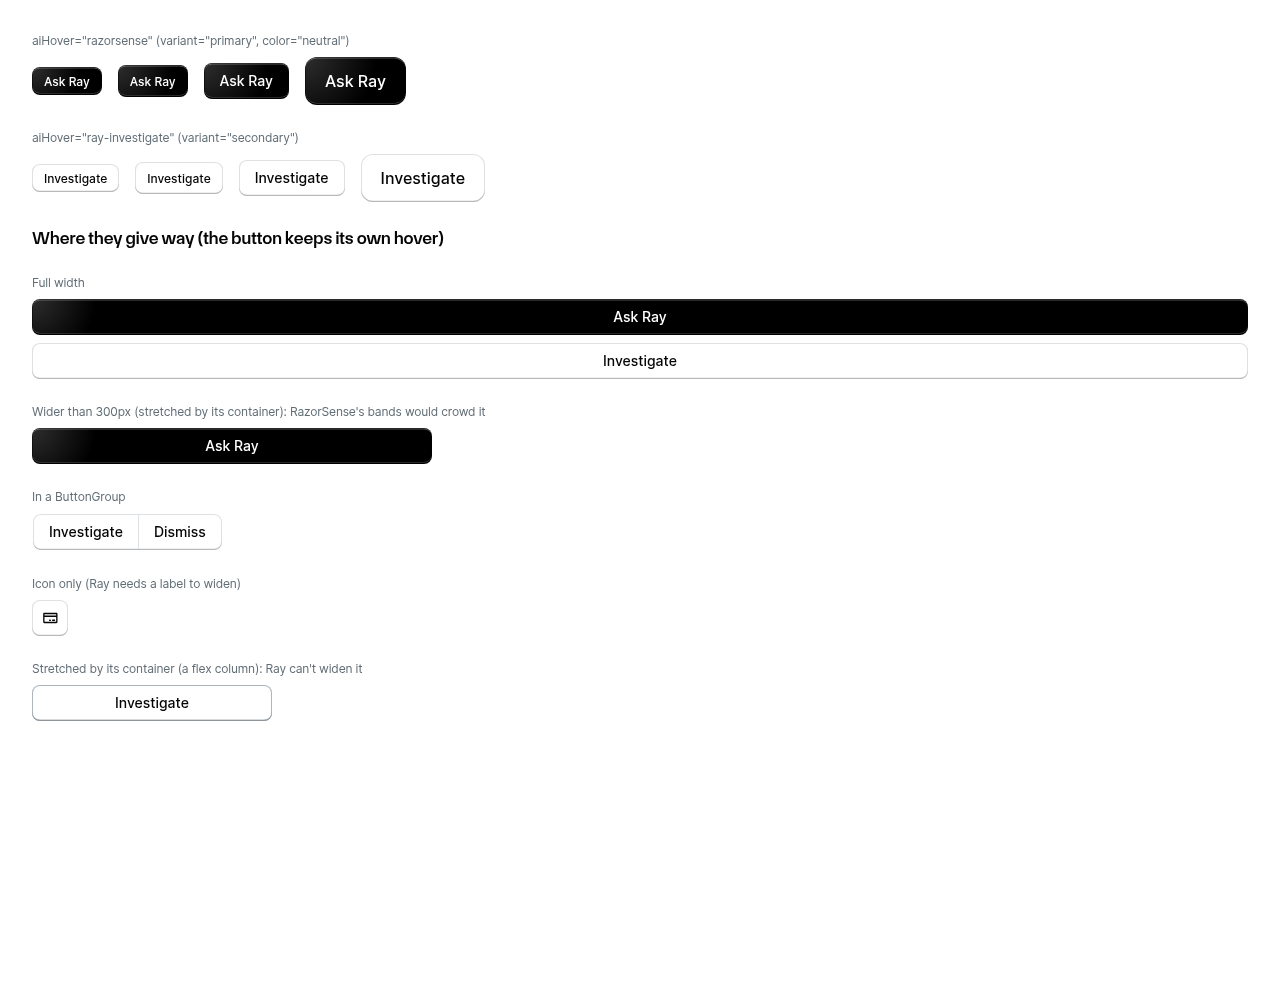 aiHover="razorsense" (variant="primary", color="neutral")
Ask Ray Ask Ray Ask Ray Ask Ray
aiHover="ray-investigate" (variant="secondary")
Investigate Investigate Investigate Investigate
Where they give way (the button keeps its own hover)
Full width
Ask Ray
Investigate
Wider than 300px (stretched by its container): RazorSense's bands would crowd it
Ask Ray
In a ButtonGroup
Investigate Dismiss
Icon only (Ray needs a label to widen)
Stretched by its container (a flex column): Ray can't widen it
Investigate